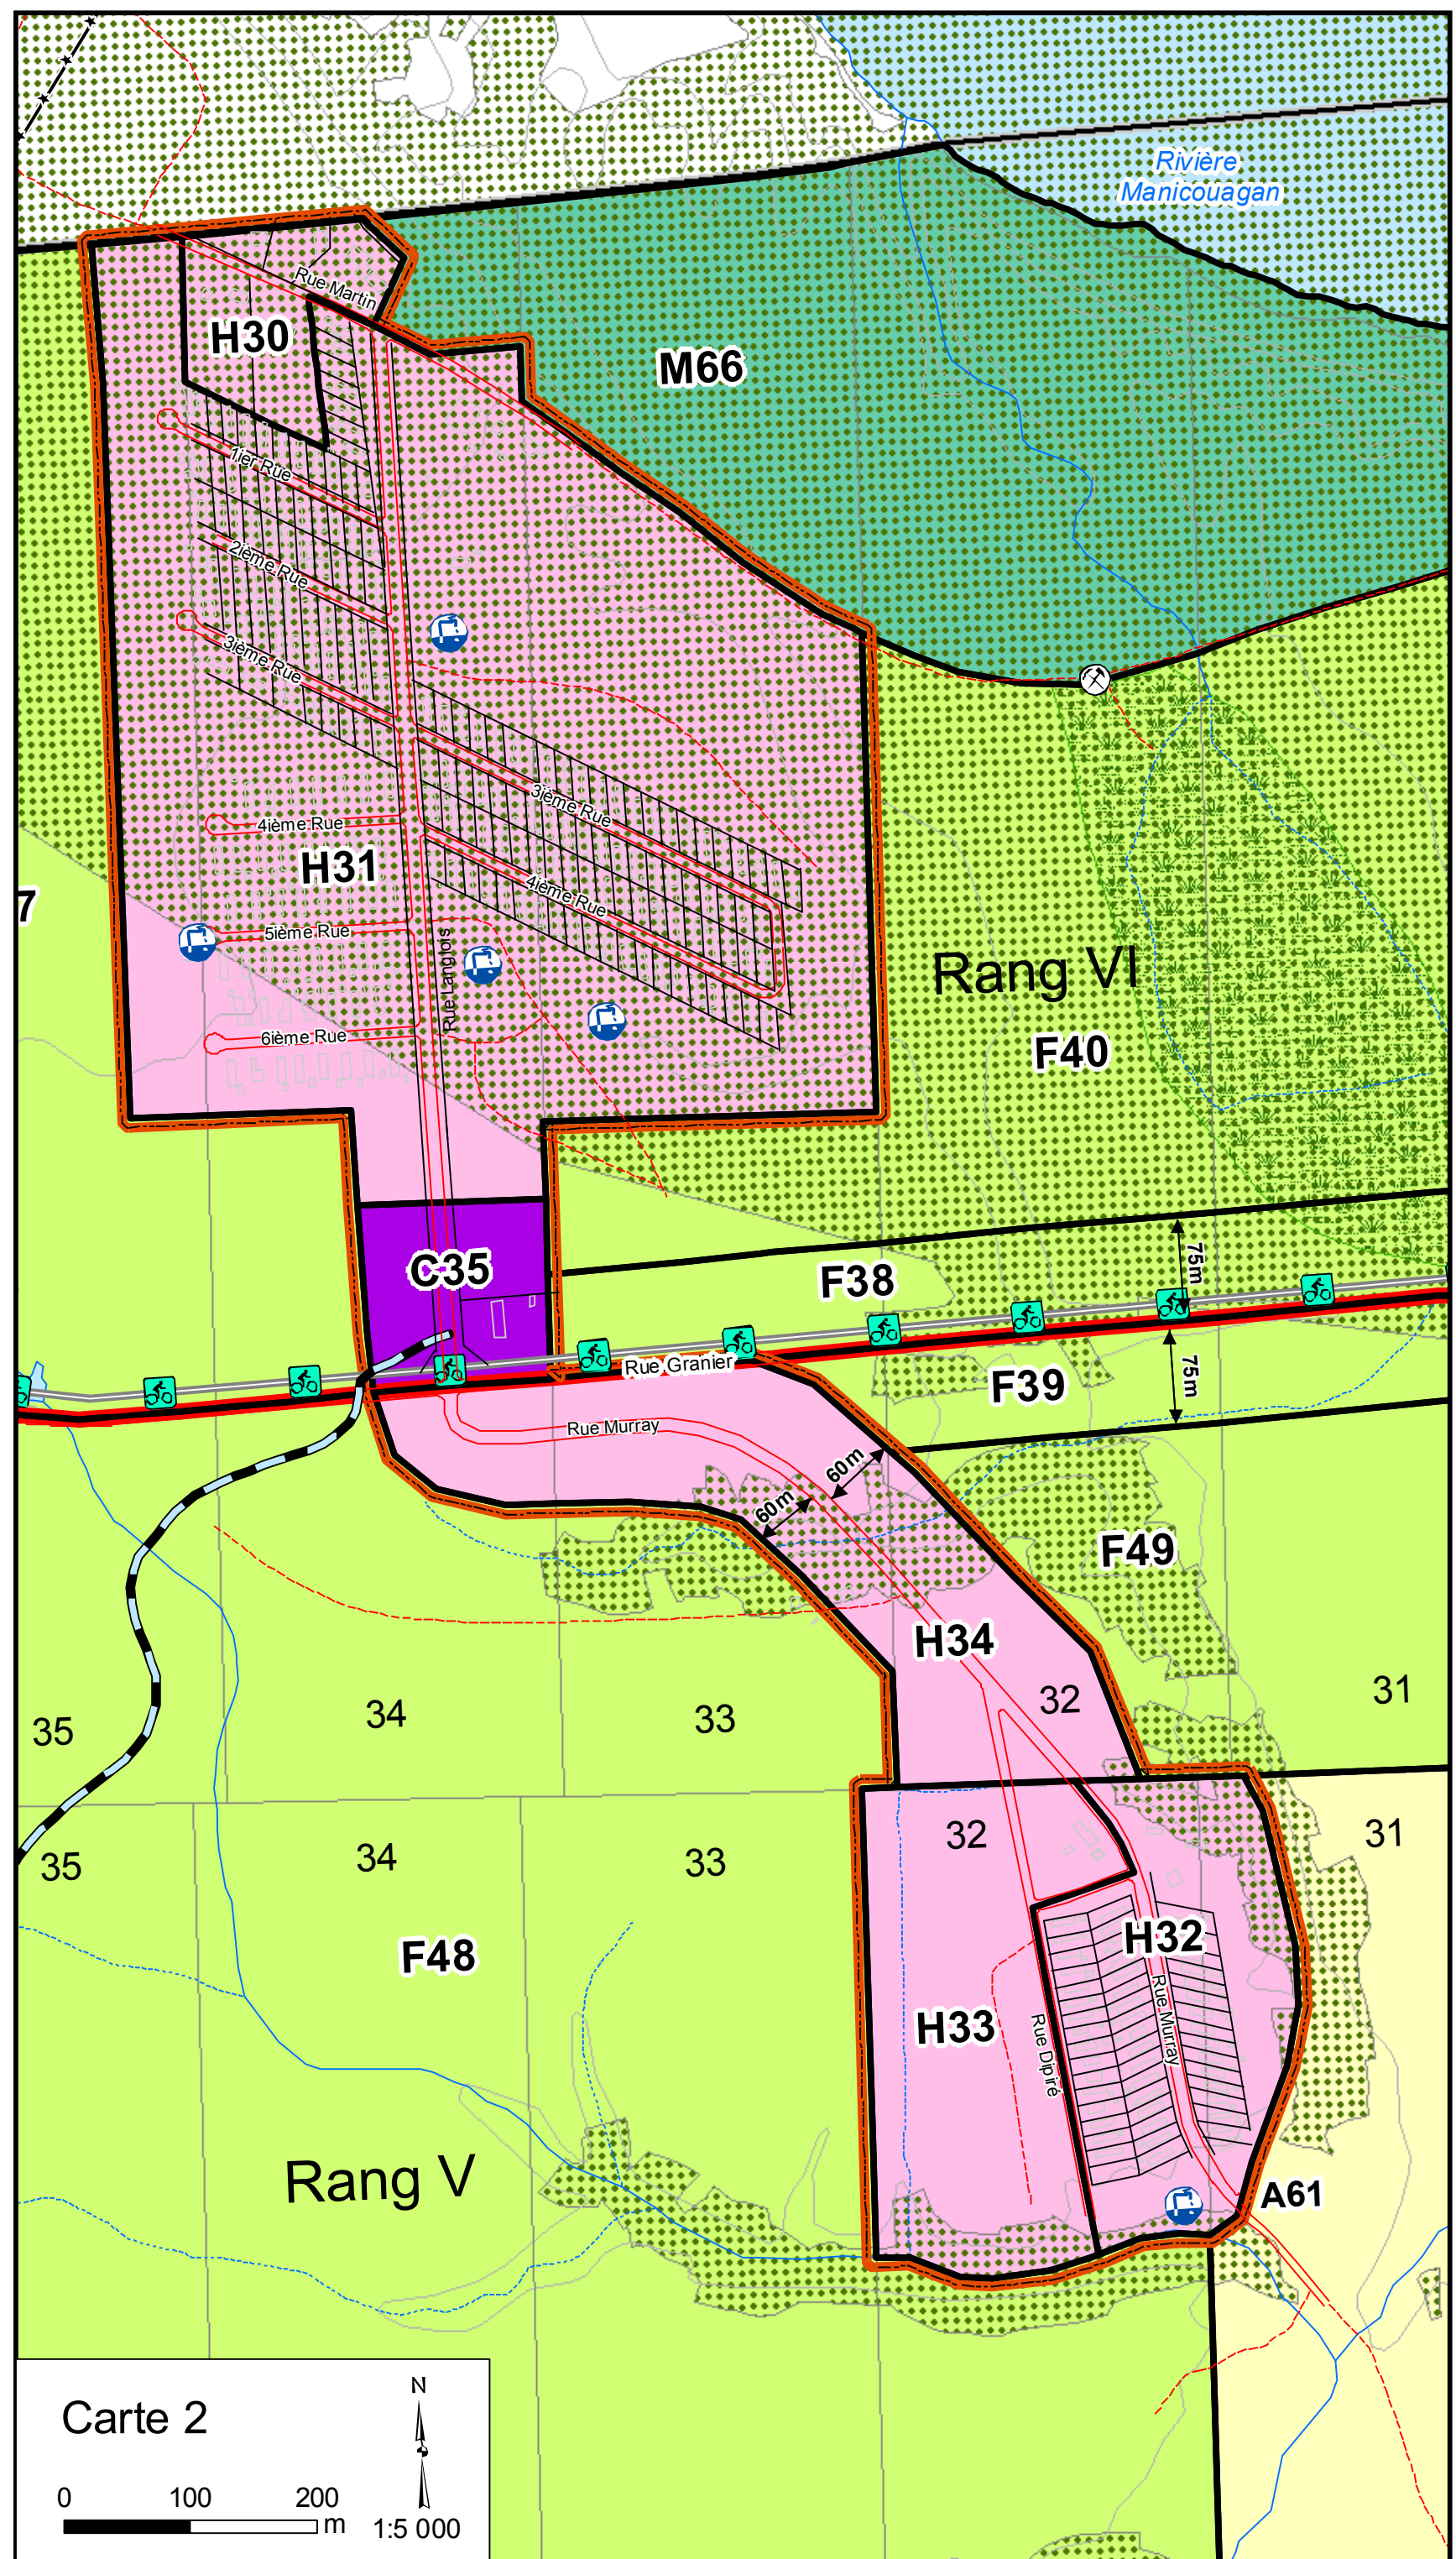 Rivière
Manicouagan
Rue Martin
H30
M66
1ier Rue
2ième Rue
3ième Rue
3ième Rue
4ième Rue
H31
4ième Rue
7
5ième Rue
Rue Langlois
6ième Rue
Rang VI
F40
C35
F38
75m
Rue Granier
F39
75m
Rue Murray
60m
60m
F49
H34
32
31
34
33
35
32
31
34
33
35
H32
F48
H33
Rue Murray
Rue Dipiré
Rang V
A61
N
Carte 2
0 100 200
m
1:5 000